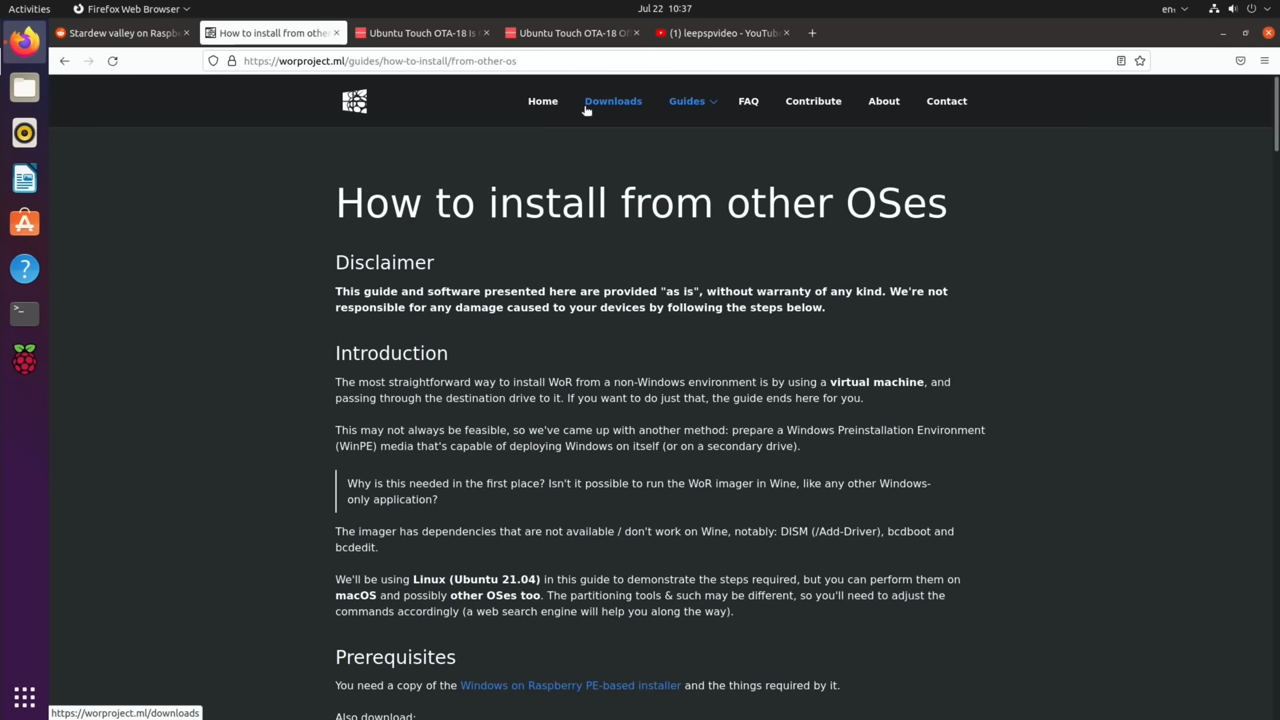 Activities
Firefox Web Browser
Jul 22 10:37
en
Stardew valley on Raspb
How to install from other
Ubuntu Touch OTA-18 Is
Ubuntu Touch OTA-18 Of
(1) leepspvideo - YouTub
https://worproject.ml/guides/how-to-install/from-other-os
Home
Downloads
Guides
FAQ
Contribute
About
Contact
How to install from other OSes
Disclaimer
This guide and software presented here are provided "as is", without warranty of any kind. We're not
responsible for any damage caused to your devices by following the steps below.
Introduction
The most straightforward way to install WoR from a non-Windows environment is by using a virtual machine, and
passing through the destination drive to it. If you want to do just that, the guide ends here for you.
This may not always be feasible, so we've came up with another method: prepare a Windows Preinstallation Environment
(WinPE) media that's capable of deploying Windows on itself (or on a secondary drive).
Why is this needed in the first place? Isn't it possible to run the WoR imager in Wine, like any other Windows-
only application?
The imager has dependencies that are not available / don't work on Wine, notably: DISM (/Add-Driver), bcdboot and
bcdedit.
We'll be using Linux (Ubuntu 21.04) in this guide to demonstrate the steps required, but you can perform them on
macOS and possibly other OSes too. The partitioning tools & such may be different, so you'll need to adjust the
commands accordingly (a web search engine will help you along the way).
Prerequisites
You need a copy of the Windows on Raspberry PE-based installer and the things required by it.
Also download:
https://worproject.ml/downloads